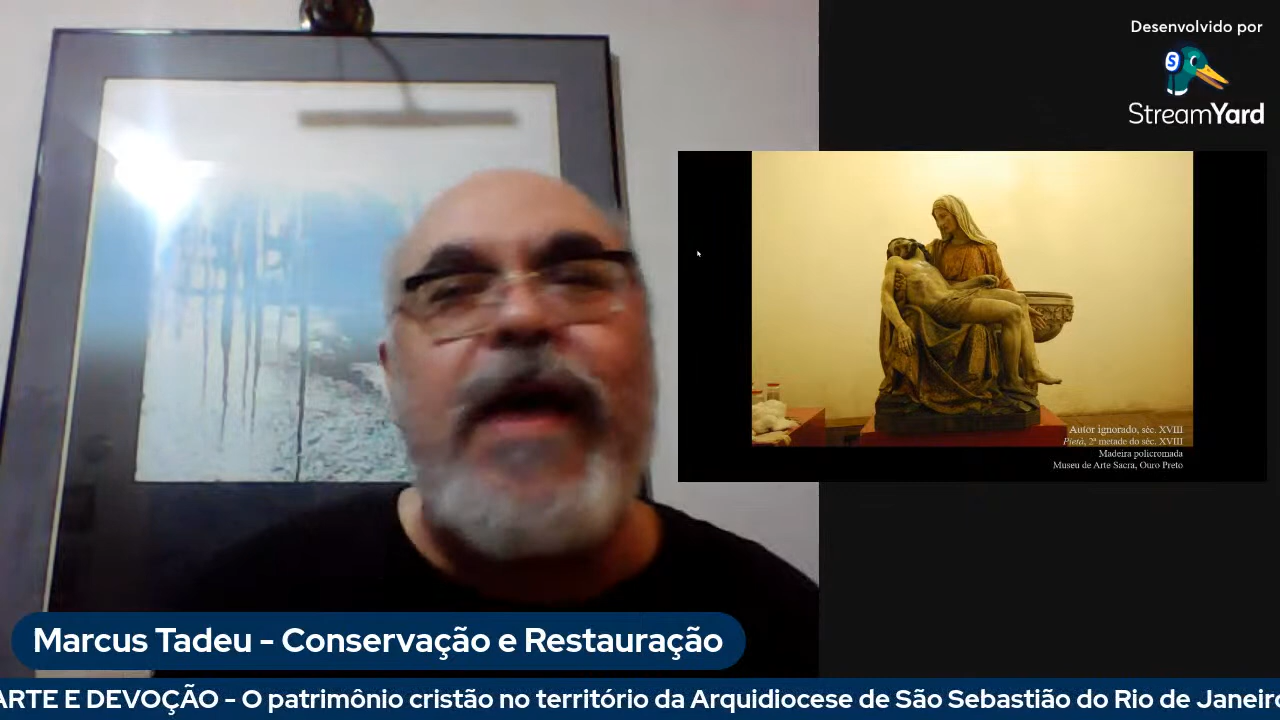 Desenvolvido por
StreamYard
Autor ignorado, séc. XVIII
Pietà, 2ª metade do séc. XVIII
Madeira policromada
Museu de Arte Sacra, Ouro Preto
Marcus Tadeu - Conservação e Restauração
ARTE E DEVOÇÃO - O patrimônio cristão no território da Arquidiocese de São Sebastião do Rio de Janeiro